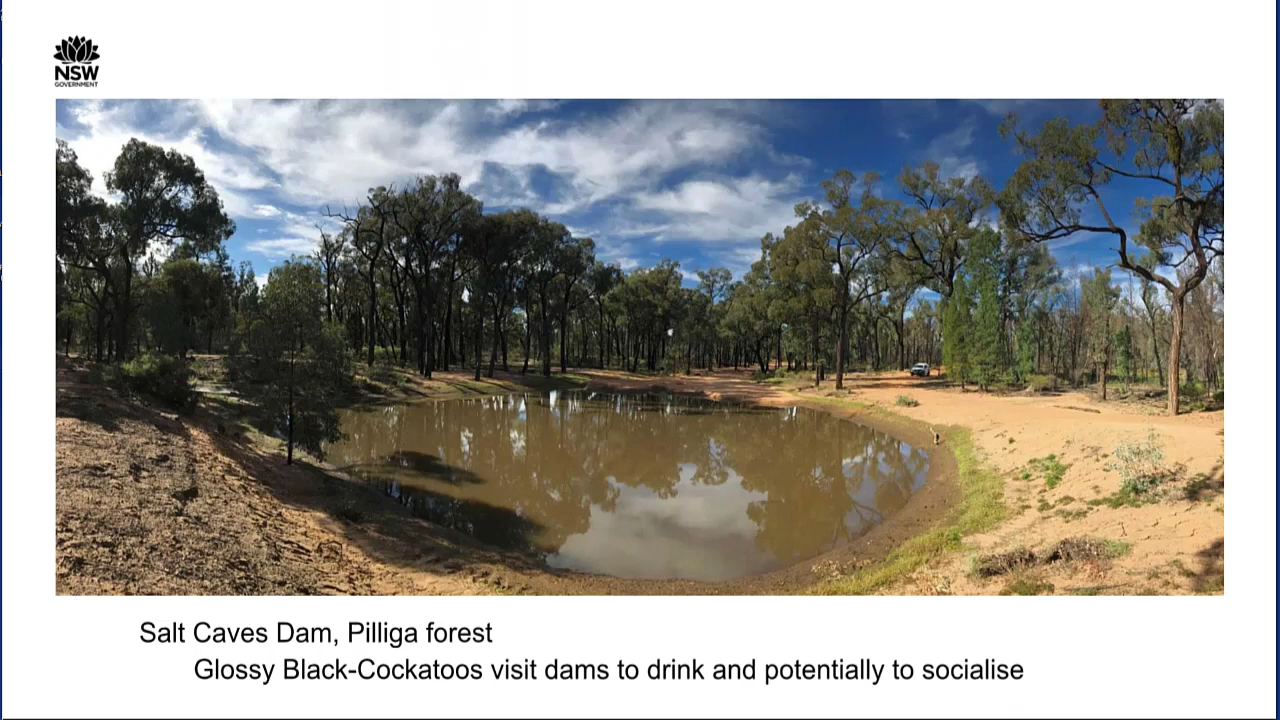 NSW
GOVERNMENT
Salt Caves Dam, Pilliga forest
Glossy Black-Cockatoos visit dams to drink and potentially to socialise